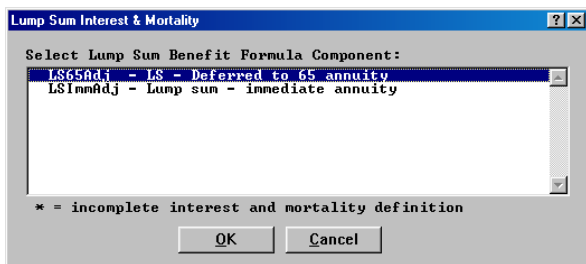 Lump Sum Interest & Mortality
Select Lump Sum Benefit Formula Component:
LS65Adj - LS - Deferred to 65 annuity
LSImmAdj - Lump sum - immediate annuity
* = incomplete interest and mortality definition
OK Cancel